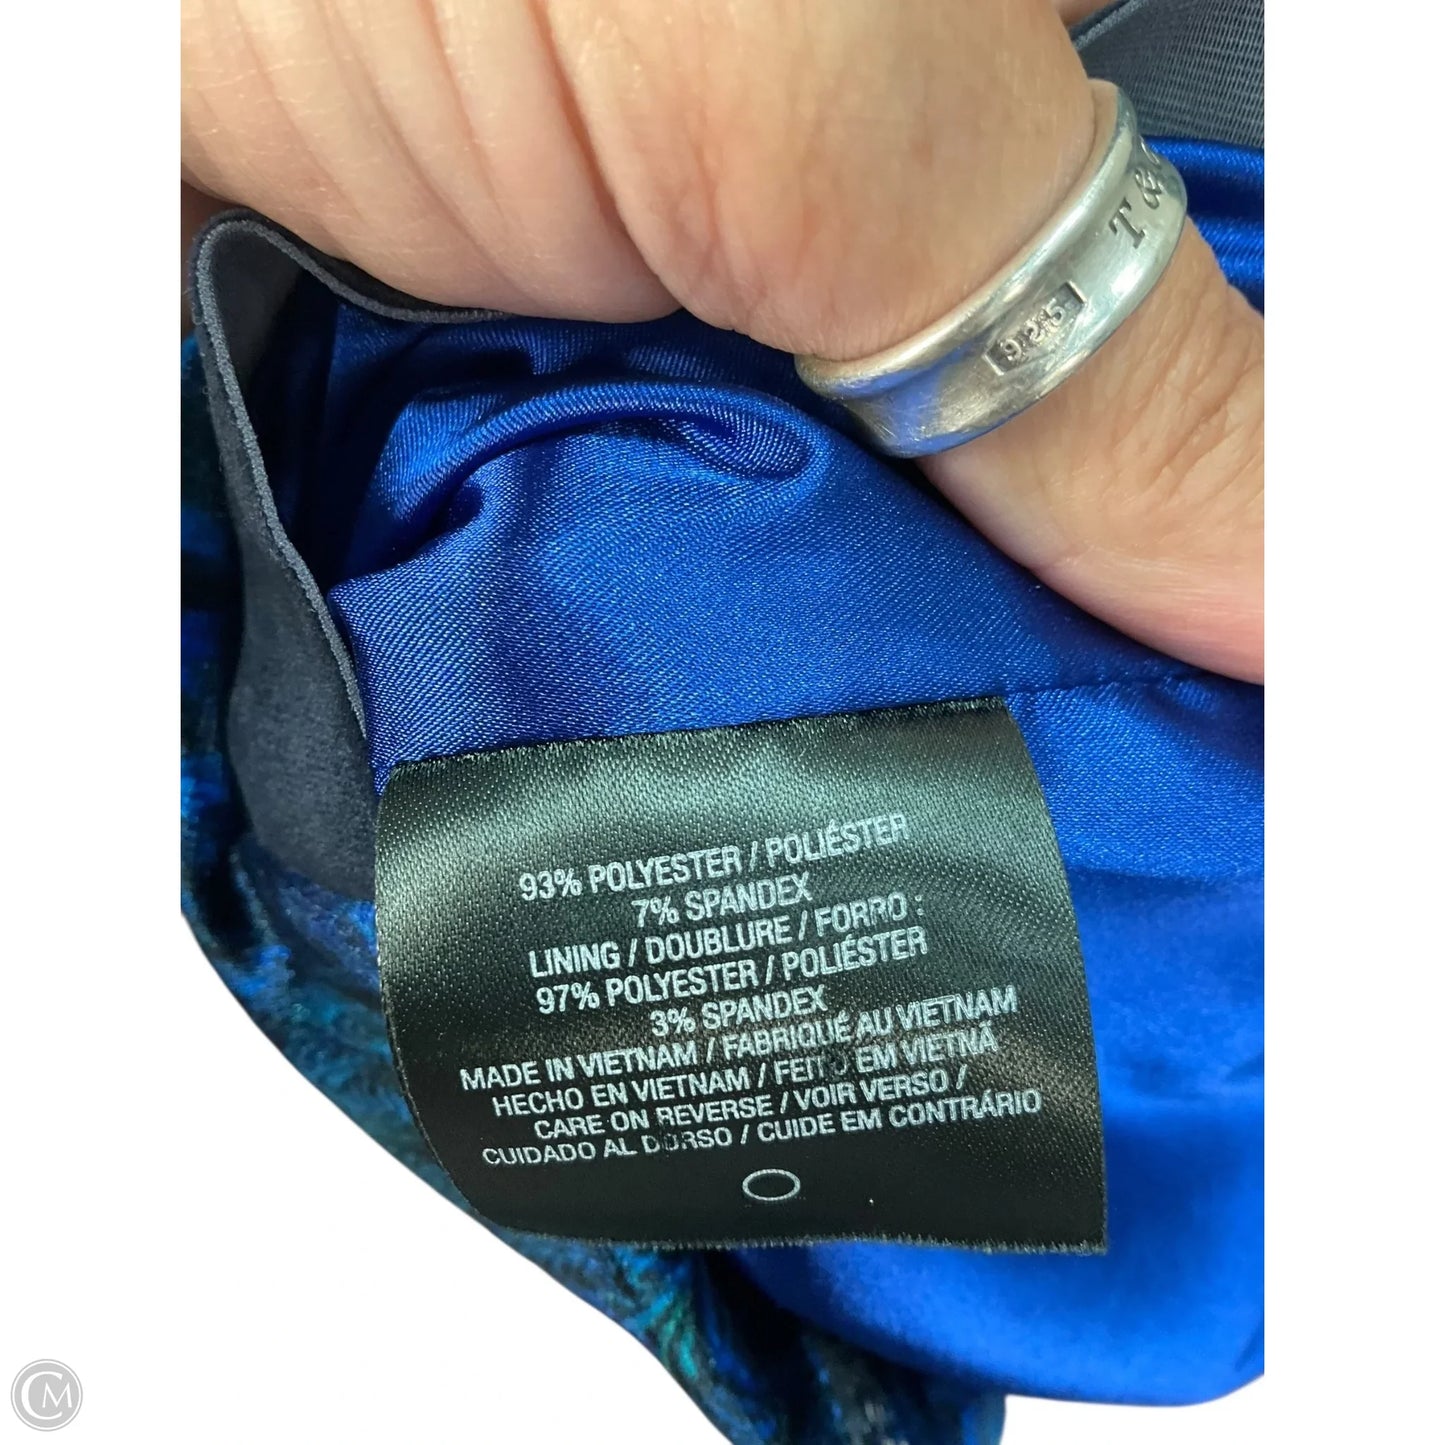 T & C
925
93% POLYESTER / POLIÉSTER
7% SPANDEX
LINING / DOUBLURE / FORRO :
97% POLYESTER / POLIÉSTER
3% SPANDEX
MADE IN VIETNAM / FABRIQUÉ AU VIETNAM
HECHO EN VIETNAM / FEITO EM VIETNÃ
CARE ON REVERSE / VOIR VERSO /
CUIDADO AL DORSO / CUIDE EM CONTRÁRIO
CM